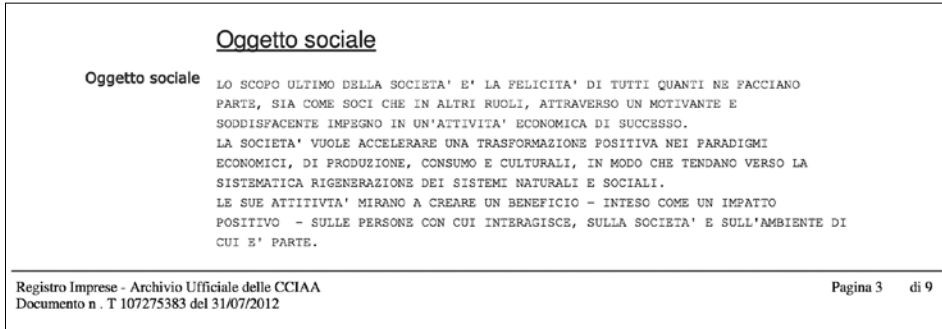 Oggetto sociale
Oggetto sociale LO SCOPO ULTIMO DELLA SOCIETA' E' LA FELICITA' DI TUTTI QUANTI NE FACCIANO
PARTE, SIA COME SOCI CHE IN ALTRI RUOLI, ATTRAVERSO UN MOTIVANTE E
SODDISFACENTE IMPEGNO IN UN'ATTIVITA' ECONOMICA DI SUCCESSO.
LA SOCIETA' VUOLE ACCELERARE UNA TRASFORMAZIONE POSITIVA NEI PARADIGMI
ECONOMICI, DI PRODUZIONE, CONSUMO E CULTURALI, IN MODO CHE TENDANO VERSO LA
SISTEMATICA RIGENERAZIONE DEI SISTEMI NATURALI E SOCIALI.
LE SUE ATTITIVTA' MIRANO A CREARE UN BENEFICIO - INTESO COME UN IMPATTO
POSITIVO - SULLE PERSONE CON CUI INTERAGISCE, SULLA SOCIETA' E SULL'AMBIENTE DI
CUI E' PARTE.
Registro Imprese - Archivio Ufficiale delle CCIAA Pagina 3 di 9
Documento n . T 107275383 del 31/07/2012